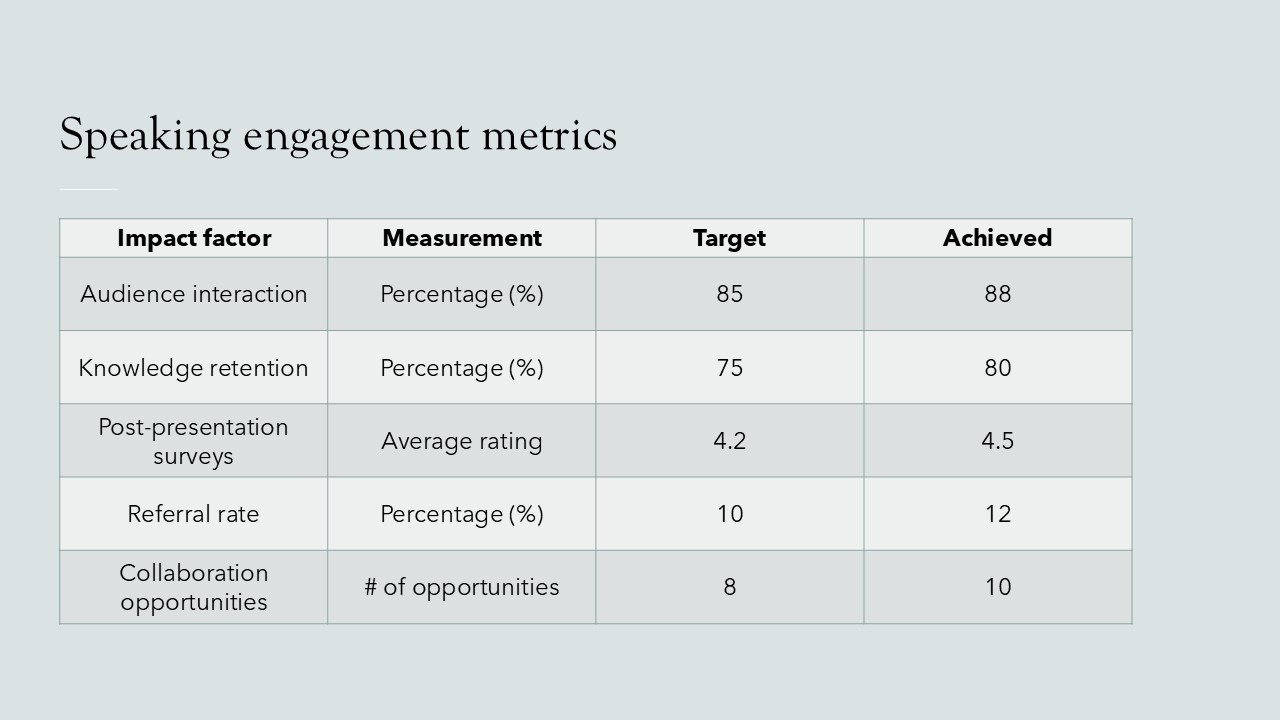 Speaking engagement metrics
Impact factor Measurement Target Achieved
Audience interaction Percentage (%) 85 88
Knowledge retention Percentage (%) 75 80
Post-presentation
surveys Average rating 4.2 4.5
Referral rate Percentage (%) 10 12
Collaboration
opportunities # of opportunities 8 10